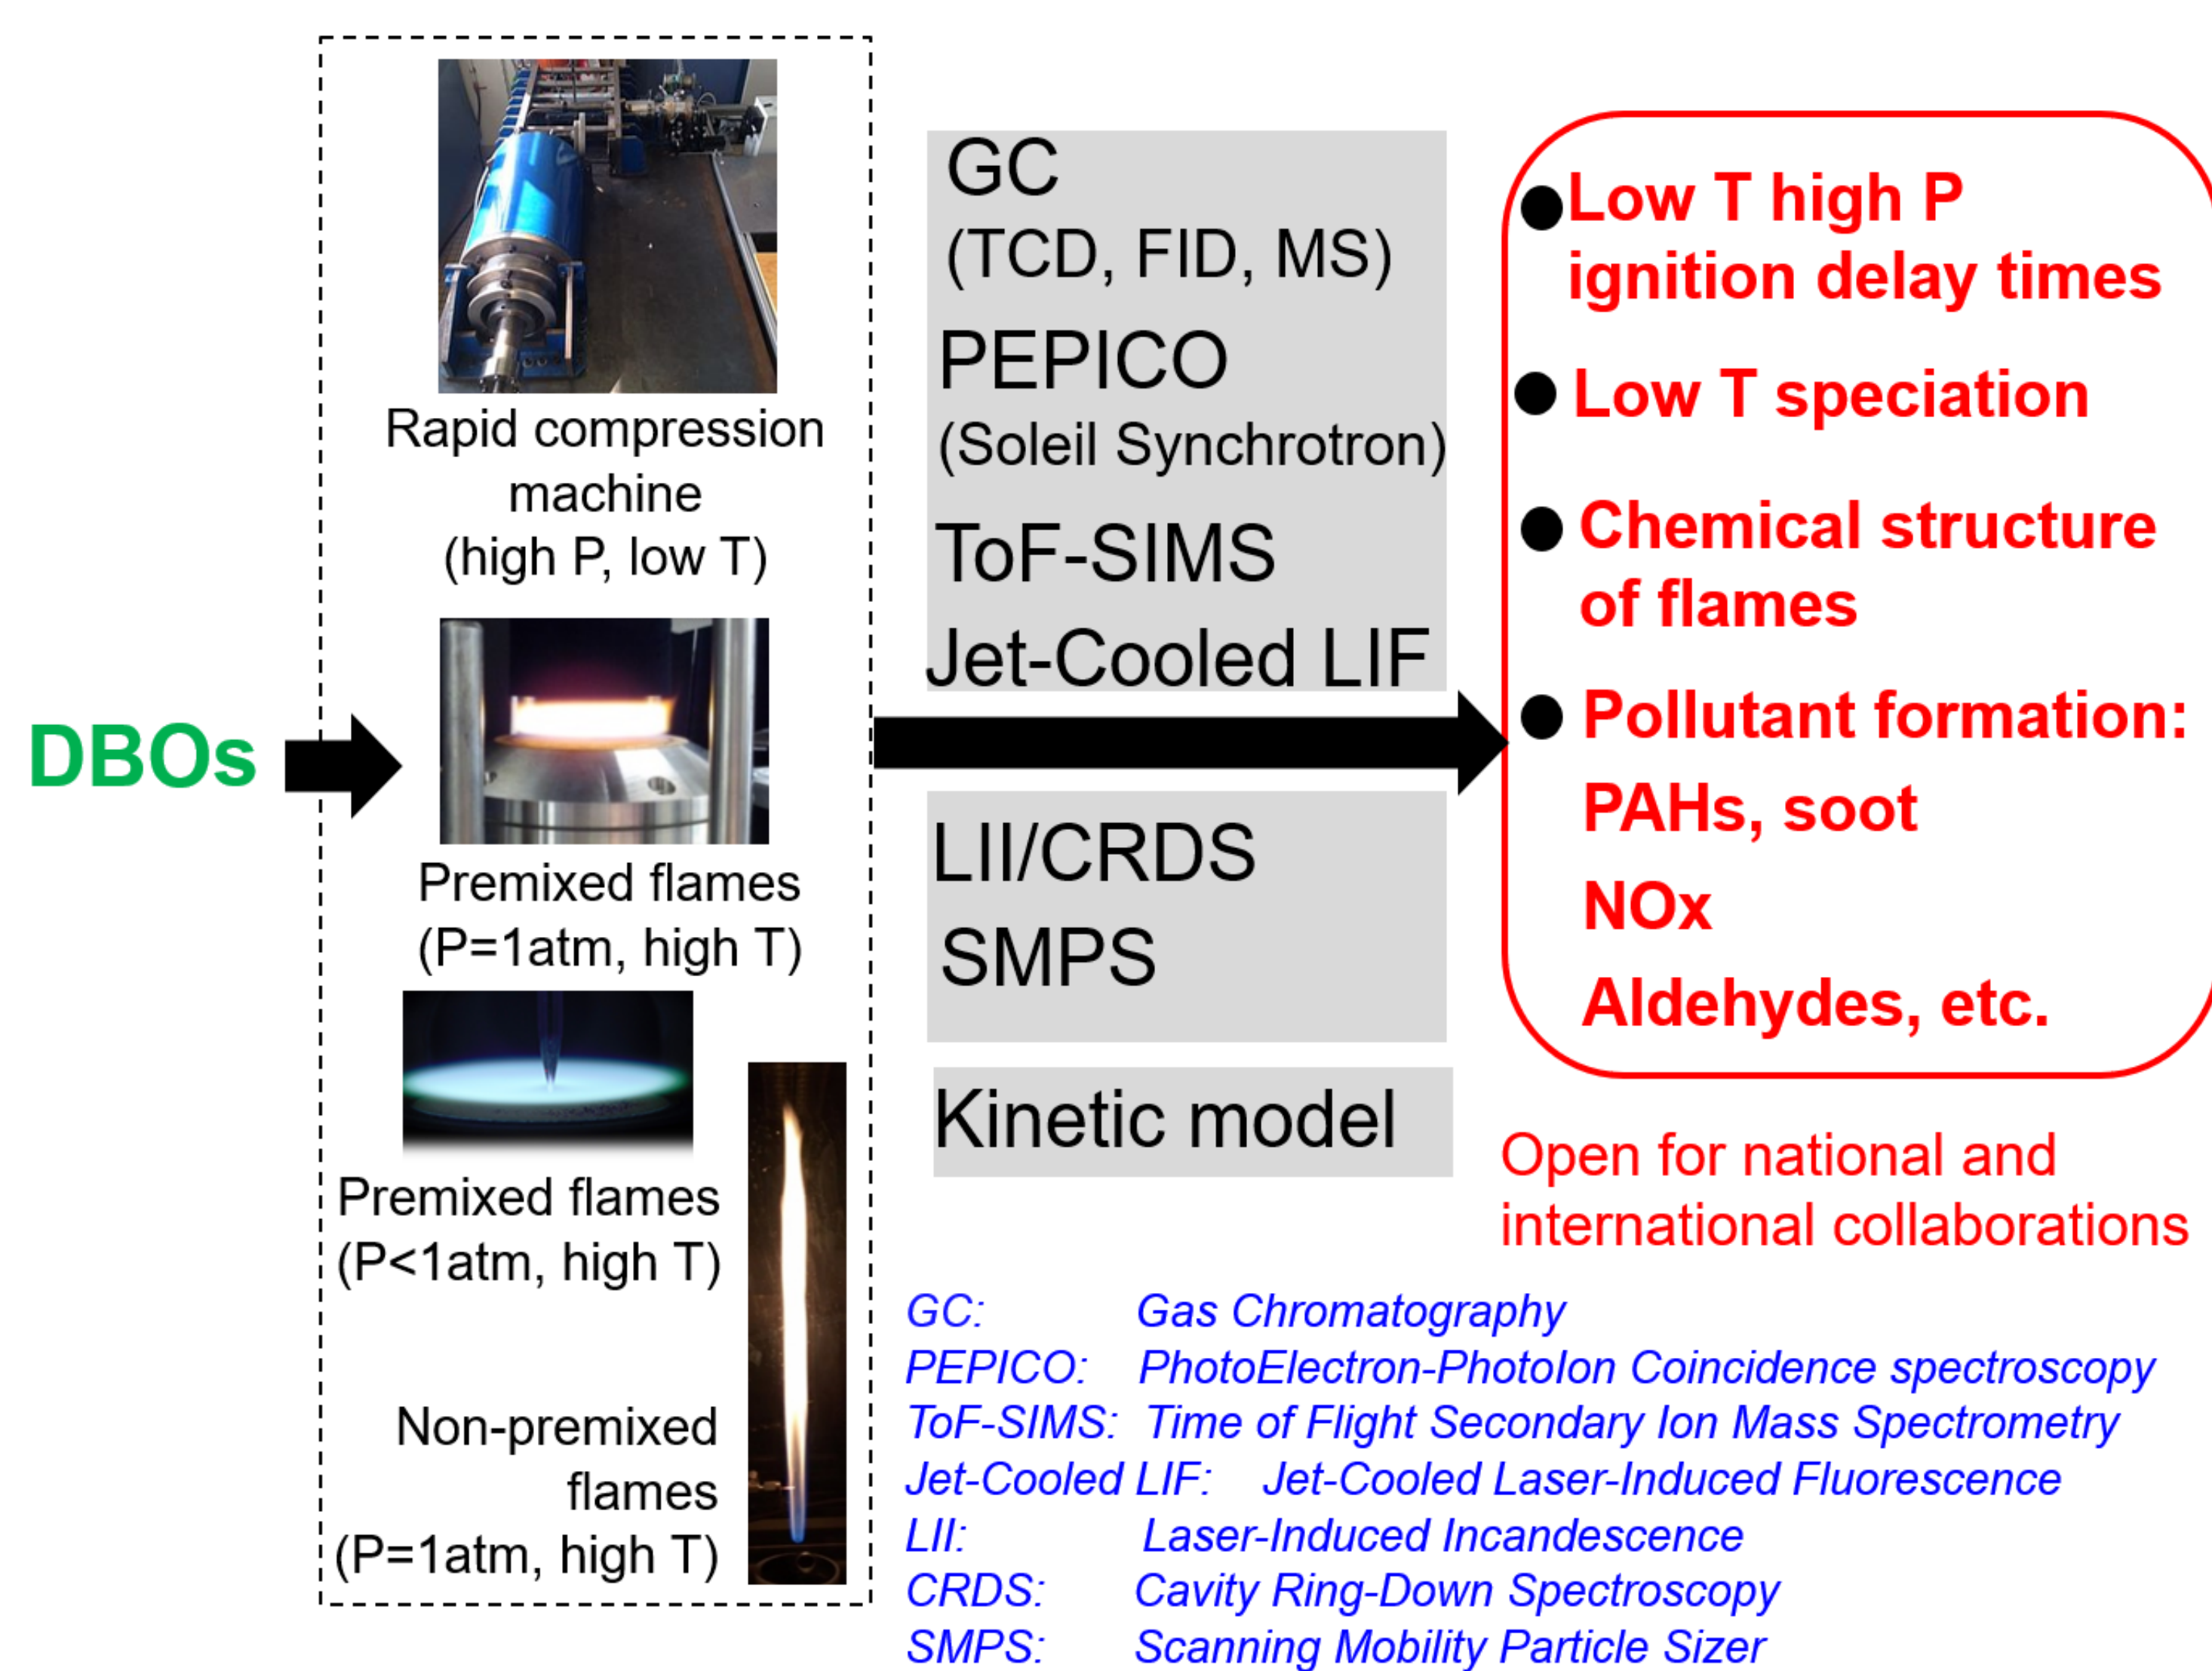 DBOs
Rapid compression
machine
(high P, low T)
Premixed flames
(P=1atm, high T)
Premixed flames
(P<1atm, high T)
Non-premixed
flames
(P=1atm, high T)
GC
(TCD, FID, MS)
PEPICO
(Soleil Synchrotron)
ToF-SIMS
Jet-Cooled LIF
LII/CRDS
SMPS
Kinetic model
Low T high P
ignition delay times
Low T speciation
Chemical structure
of flames
Pollutant formation:
PAHs, soot
NOx
Aldehydes, etc.
Open for national and
international collaborations
GC: Gas Chromatography
PEPICO: PhotoElectron-PhotoIon Coincidence spectroscopy
ToF-SIMS: Time of Flight Secondary Ion Mass Spectrometry
Jet-Cooled LIF: Jet-Cooled Laser-Induced Fluorescence
LII: Laser-Induced Incandescence
CRDS: Cavity Ring-Down Spectroscopy
SMPS: Scanning Mobility Particle Sizer